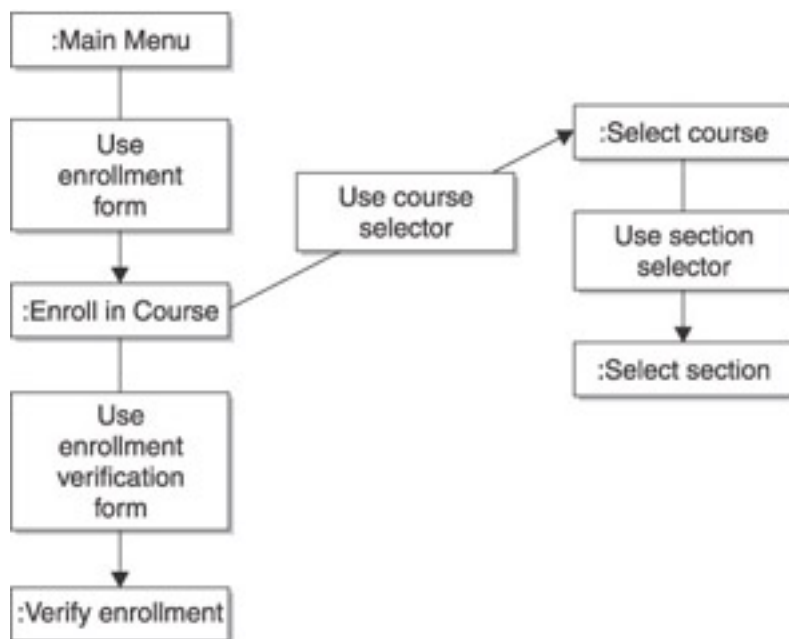 :Main Menu
Use
enrollment
form
:Enroll in Course
Use
enrollment
verification
form
:Verify enrollment
Use course
selector
:Select course
Use section
selector
:Select section